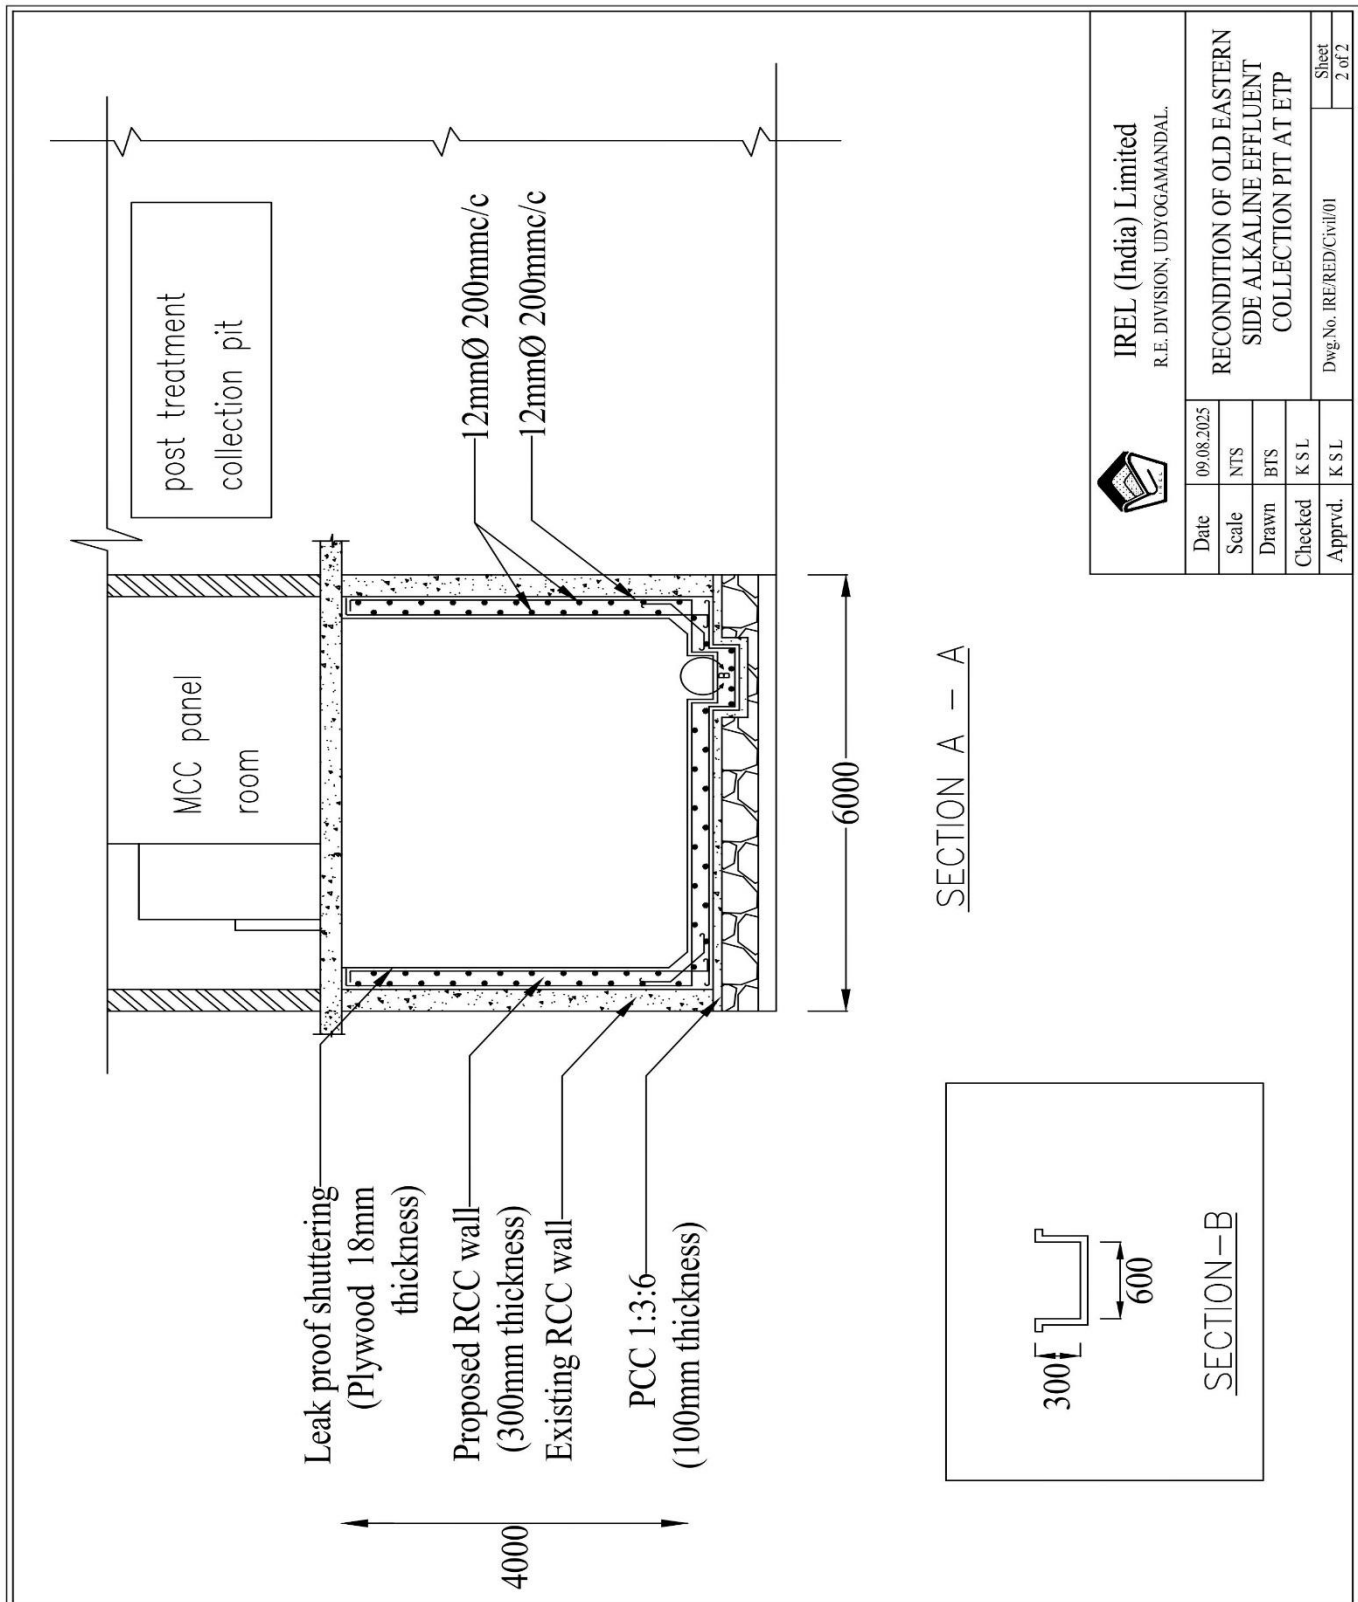 post treatment
collection pit
MCC panel
room
12mmØ 200mmc/c
12mmØ 200mmc/c
Leak proof shuttering
(Plywood 18mm
thickness)
Proposed RCC wall
(300mm thickness)
Existing RCC wall
PCC 1:3:6
(100mm thickness)
4000
6000
B
SECTION A - A
300
600
SECTION-B
IREL
IREL (India) Limited
R.E. DIVISION, UDYOGAMANDAL.
Date 09.08.2025
Scale NTS
Drawn BTS
Checked K S L
Apprvd. K S L
RECONDITION OF OLD EASTERN
SIDE ALKALINE EFFLUENT
COLLECTION PIT AT ETP
Dwg.No. IRE/RED/Civil/01
Sheet
2 of 2